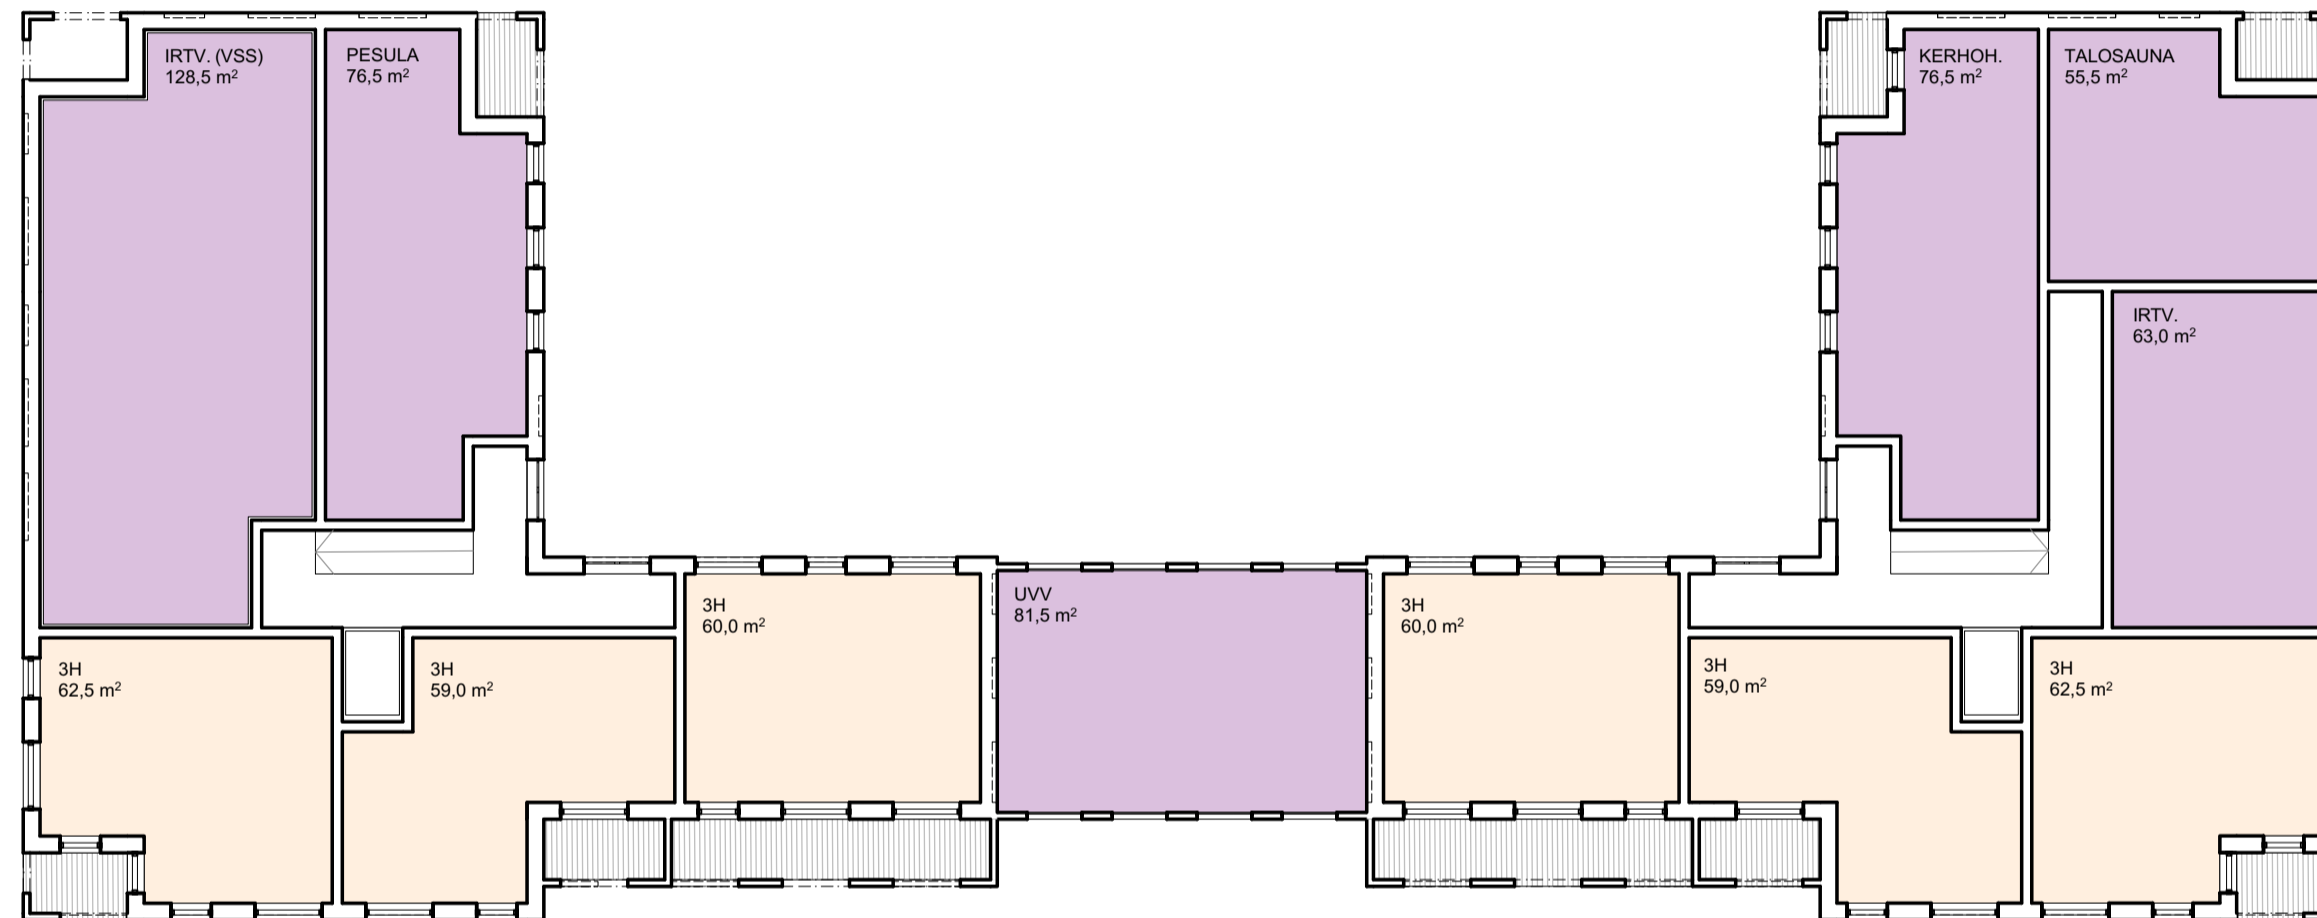 IRTV. (VSS)
128,5 m²
PESULA
76,5 m²
KERHOH.
76,5 m²
TALOSAUNA
55,5 m²
IRTV.
63,0 m²
3H
62,5 m²
3H
59,0 m²
3H
60,0 m²
UVV
81,5 m²
3H
60,0 m²
3H
59,0 m²
3H
62,5 m²